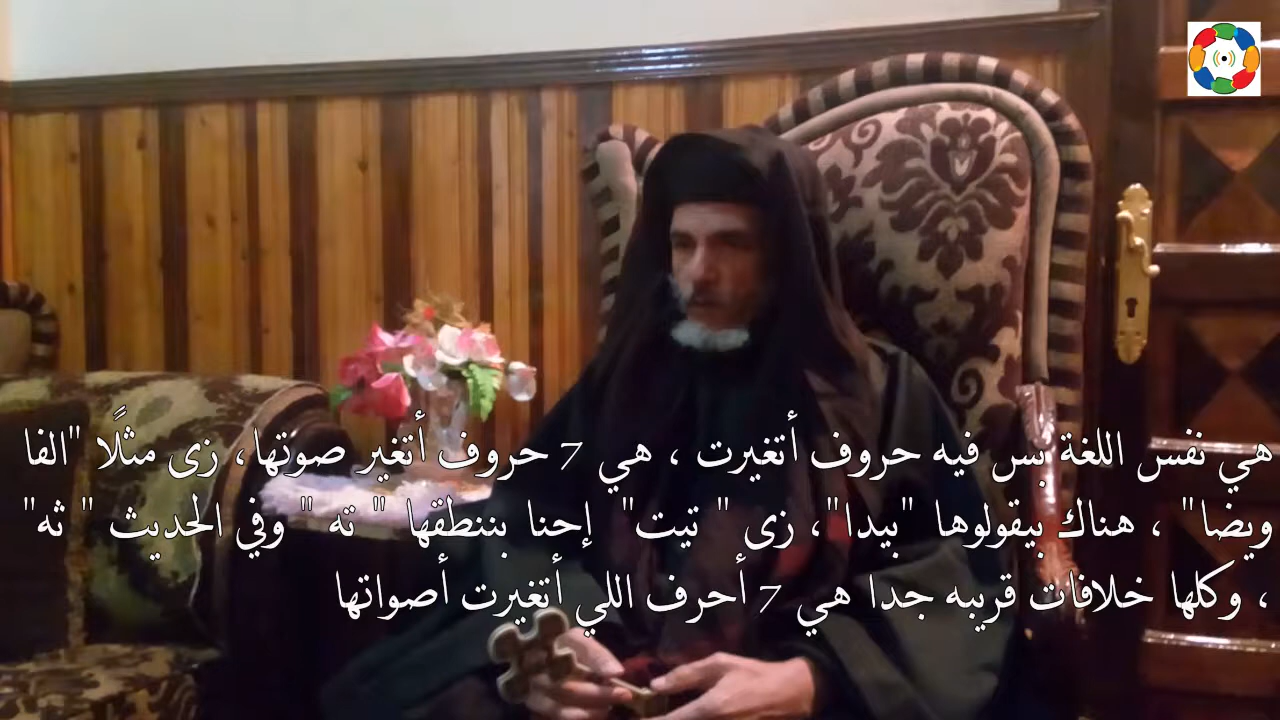 هي نفس اللغة بس فيه حروف أتغيرت ، هي 7 حروف أتغير صوتها، زى مثلًا "الفا
ويضا" ، هناك بيقولوها "بيدا"، زى " تيت" إحنا بننطقها " ته " وفي الحديث " ثه"
، وكلها خلافات قريبه جدا هي 7 أحرف اللي أتغيرت أصواتها